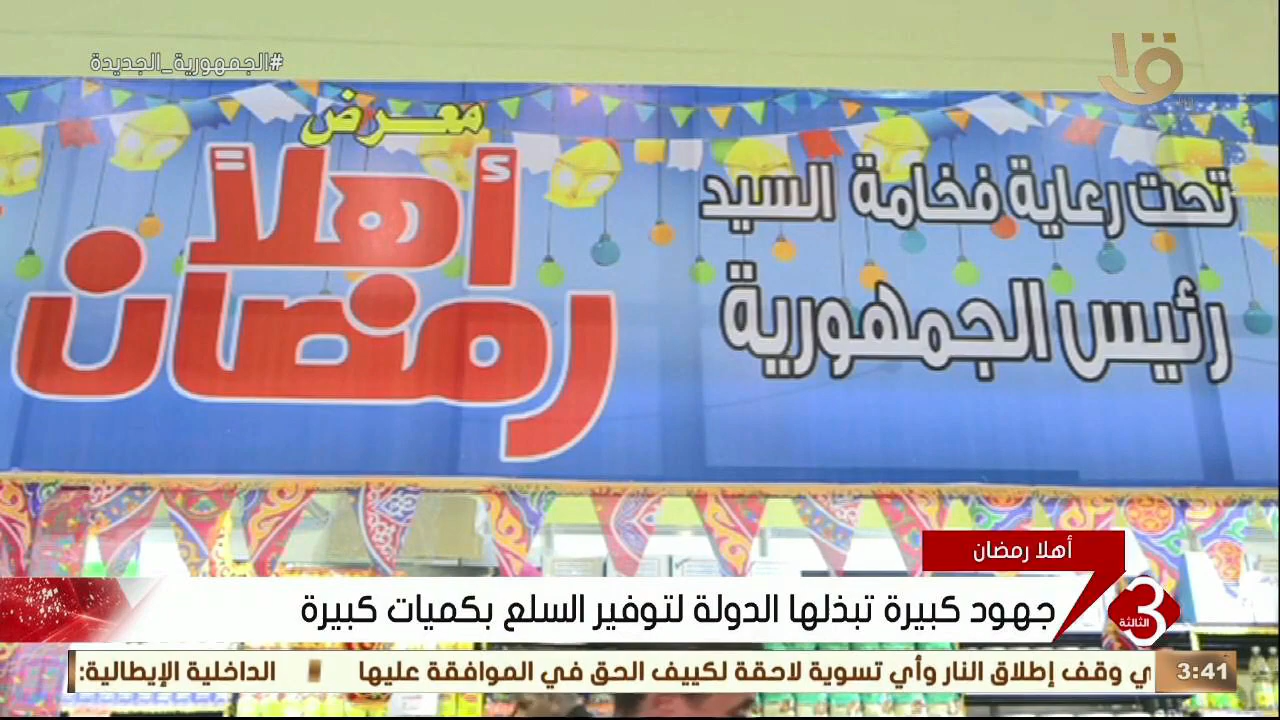 #الجمهورية_الجديدة
معرض
أهلاً
رمضان
تحت رعاية فخامة السيد
رئيس الجمهورية
أهلا رمضان
جهود كبيرة تبذلها الدولة لتوفير السلع بكميات كبيرة
3
الثالثة
وقف إطلاق النار وأي تسوية لاحقة لكييف الحق في الموافقة عليها
الداخلية الإيطالية:
3:41